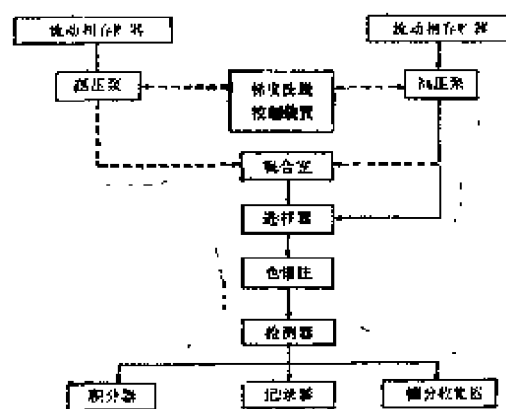 流动相存贮器
流动相存贮器
高压泵
梯度洗脱
控制装置
高压泵
混合室
进样器
色谱柱
检测器
积分器
记录器
馏分收集器